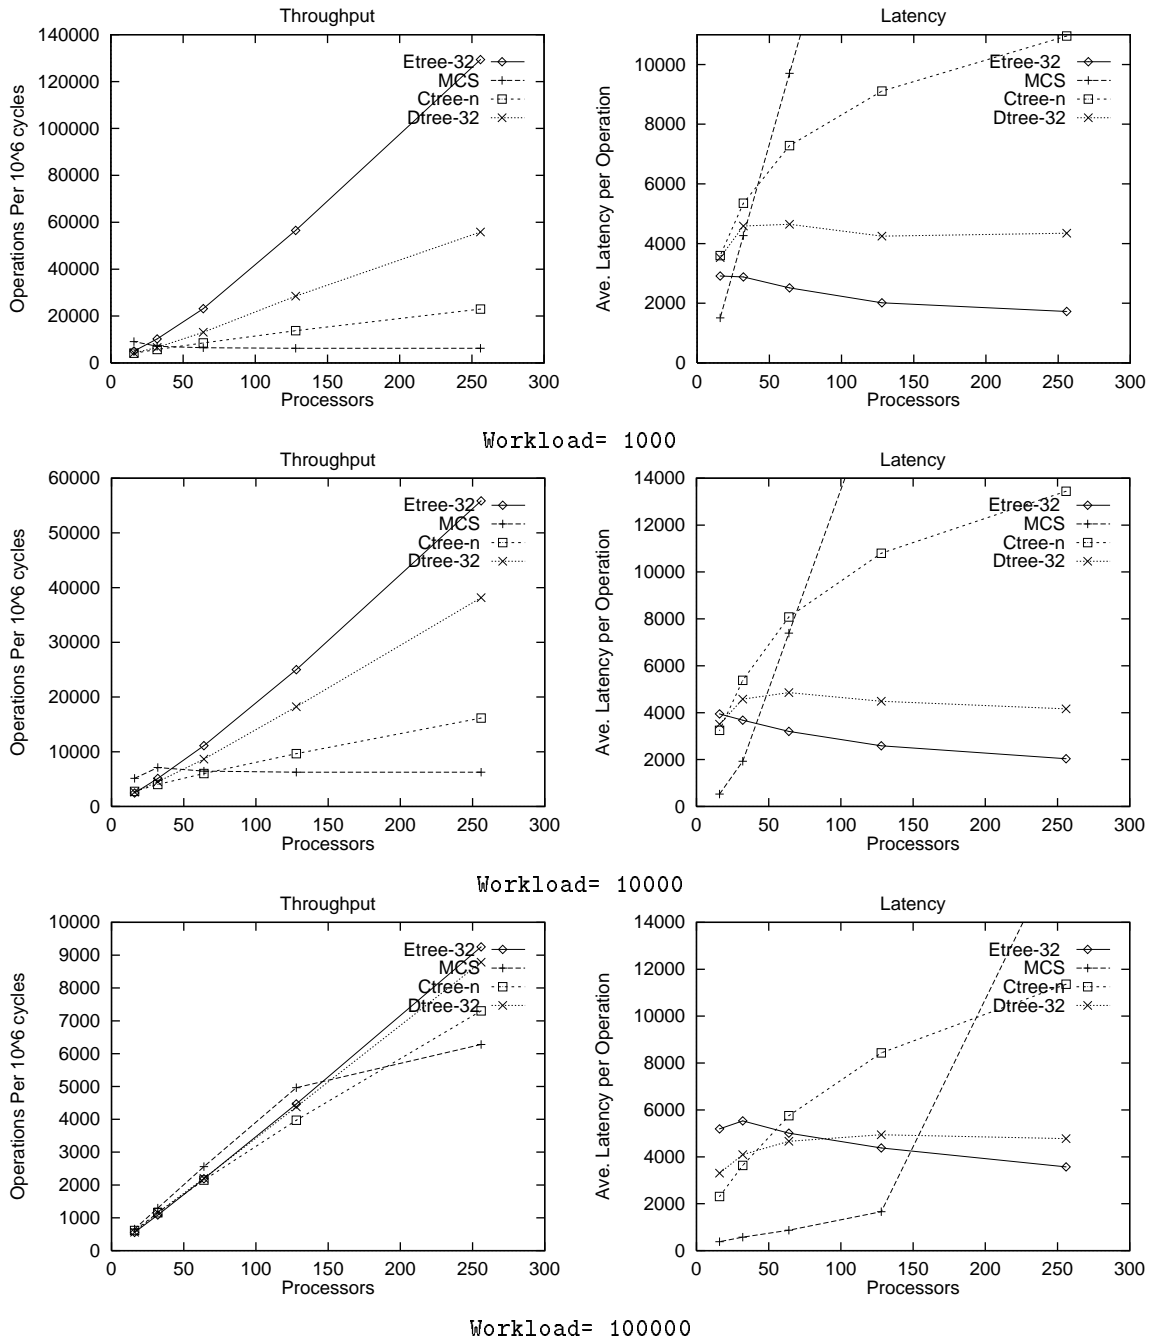 Throughput
Operations Per 10^6 cycles
140000
120000
100000
80000
60000
40000
20000
0
0 50 100 150 200 250 300
Processors
Etree-32
MCS
Ctree-n
Dtree-32
Latency
Ave. Latency per Operation
10000
8000
6000
4000
2000
0
0 50 100 150 200 250 300
Processors
Etree-32
MCS
Ctree-n
Dtree-32
Workload= 1000
Throughput
Operations Per 10^6 cycles
60000
50000
40000
30000
20000
10000
0
0 50 100 150 200 250 300
Processors
Etree-32
MCS
Ctree-n
Dtree-32
Latency
Ave. Latency per Operation
14000
12000
10000
8000
6000
4000
2000
0
0 50 100 150 200 250 300
Processors
Etree-32
MCS
Ctree-n
Dtree-32
Workload= 10000
Throughput
Operations Per 10^6 cycles
10000
9000
8000
7000
6000
5000
4000
3000
2000
1000
0
0 50 100 150 200 250 300
Processors
Etree-32
MCS
Ctree-n
Dtree-32
Latency
Ave. Latency per Operation
14000
12000
10000
8000
6000
4000
2000
0
0 50 100 150 200 250 300
Processors
Etree-32
MCS
Ctree-n
Dtree-32
Workload= 100000